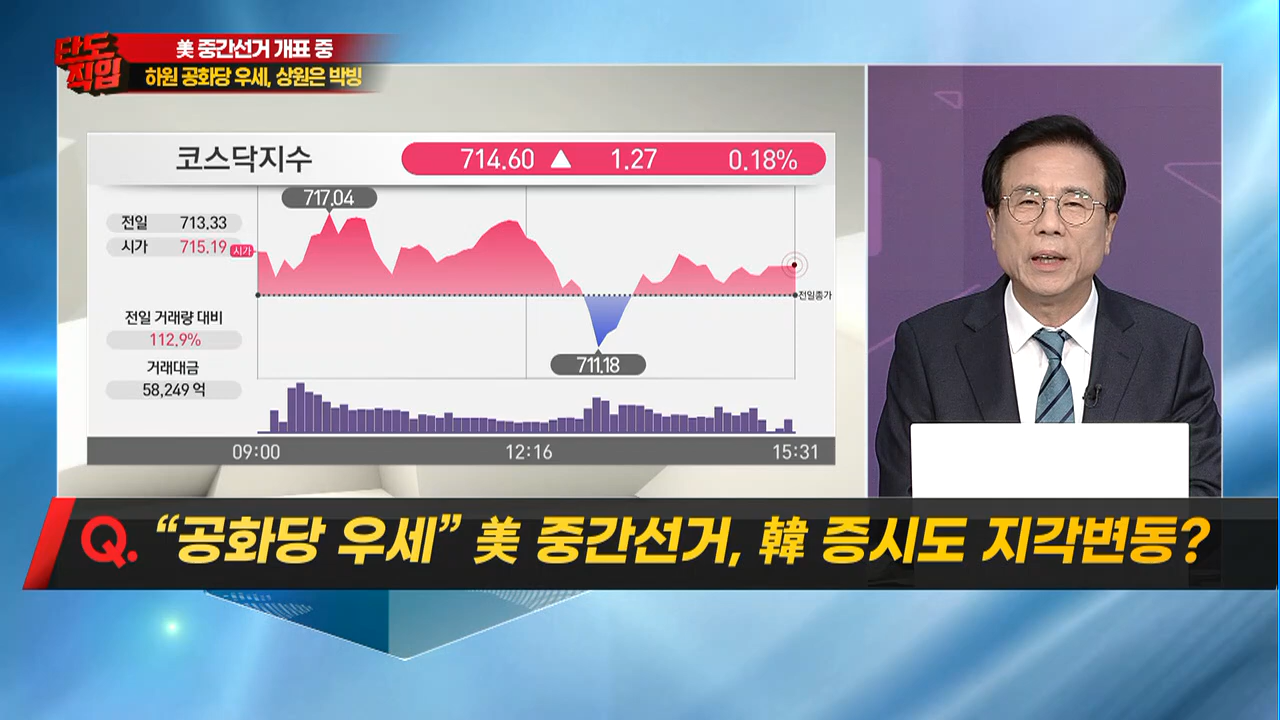 단도
직입
美 중간선거 개표 중
하원 공화당 우세, 상원은 박빙
코스닥지수
714.60 ▲ 1.27 0.18%
717.04
전일 713.33
시가 715.19
시가
전일종가
전일 거래량 대비
112.9%
711.18
거래대금
58,249 억
09:00 12:16 15:31
Q. “공화당 우세” 美 중간선거, 韓 증시도 지각변동?